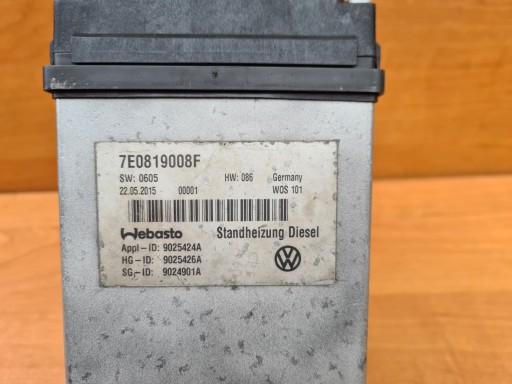 7E0819008F
SW: 0605 HW: 086 Germany
22.05.2015 00001 WOS 101
Webasto Standheizung Diesel
Appl-ID: 9025424A
HG-ID: 9025426A
SG-ID: 9024901A